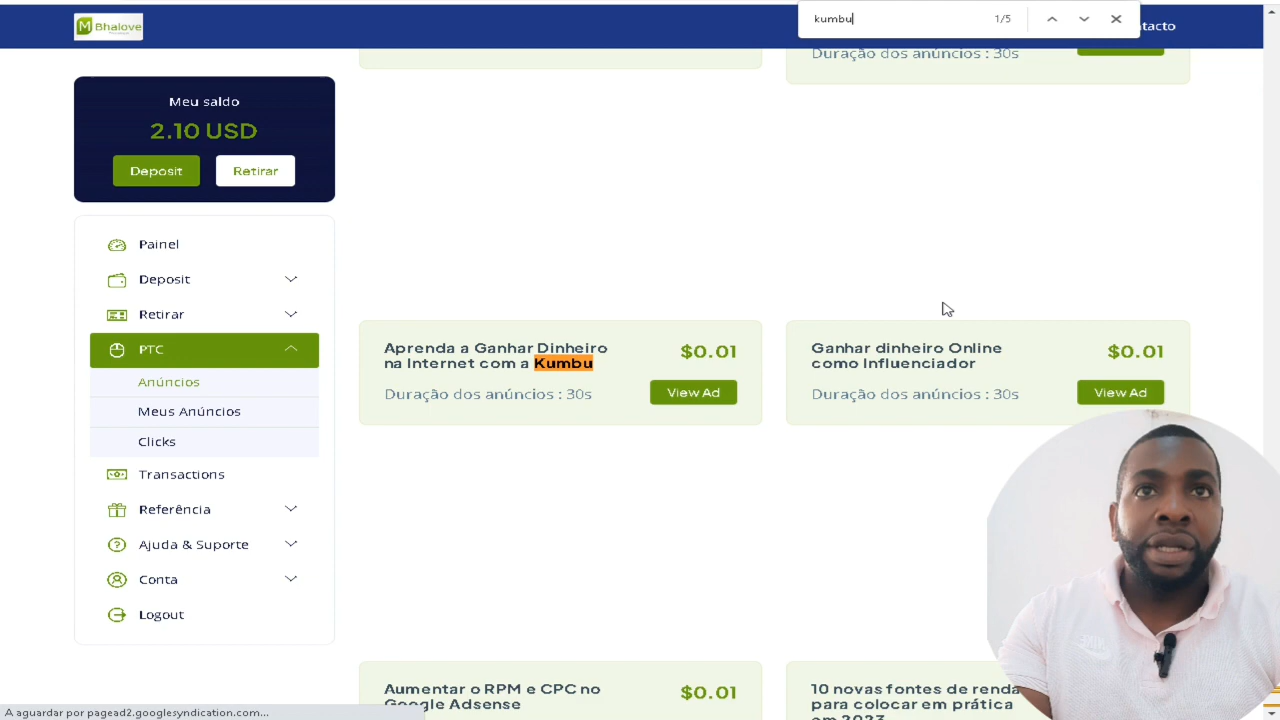 kumbu
1/5
M Bhalove
ntacto
Duração dos anúncios : 30s
Meu saldo
2.10 USD
Deposit
Retirar
Painel
Deposit
Retirar
PTC
Anúncios
Meus Anúncios
Clicks
Transactions
Referência
Ajuda & Suporte
Conta
Logout
Aprenda a Ganhar Dinheiro
na Internet com a Kumbu
$0.01
Duração dos anúncios : 30s
View Ad
Ganhar dinheiro Online
como Influenciador
$0.01
Duração dos anúncios : 30s
View Ad
Aumentar o RPM e CPC no
Google Adsense
$0.01
10 novas fontes de renda
para colocar em prática
em 2023
A aguardar por pagead2.googlesyndication.com...